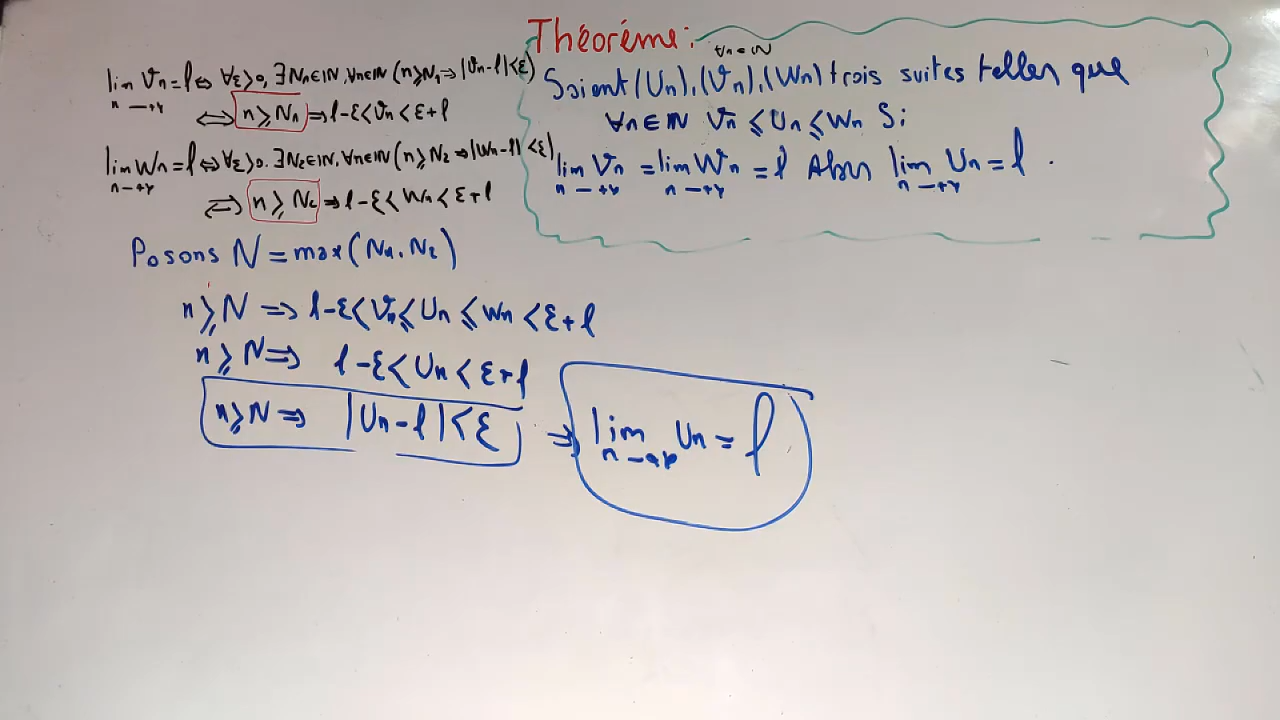 Théoréme:
∀n∈ℕ
Soient (Un), (Vn), (Wn) trois suites telles que
∀n∈ℕ Vn ≤ Un ≤ Wn Si
lim Vn = lim Wn = l Alors lim Un = l.
n→+∞ n→+∞ n→+∞
lim Vn = l ⇔ ∀ε>0, ∃N₁∈ℕ, ∀n∈ℕ (n≥N₁ ⇒ |Vn-l|<ε)
n→+∞
⇔ n≥N₁ ⇒ l-ε<Vn<ε+l
lim Wn = l ⇔ ∀ε>0. ∃N₂∈ℕ, ∀n∈ℕ (n≥N₂ ⇒ |Wn-l|<ε)
n→+∞
⇔ n≥N₂ ⇒ l-ε<Wn<ε+l
Posons N = max(N₁, N₂)
n≥N ⇒ l-ε<Vn≤Un≤Wn<ε+l
n≥N ⇒ l-ε<Un<ε+l
n≥N ⇒ |Un-l|<ε ⇒ lim Un = l
n→+∞